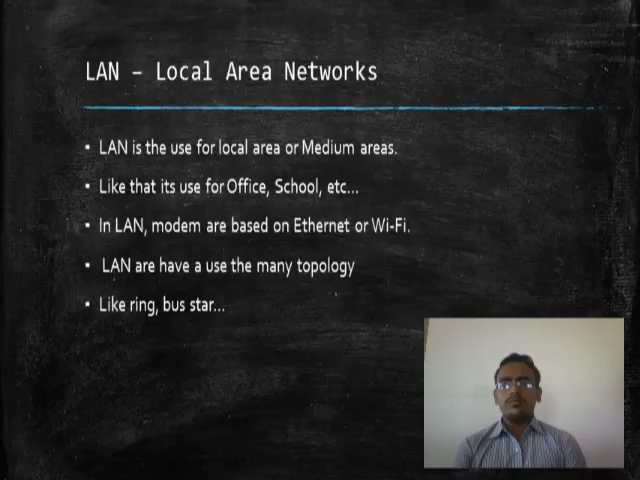 LAN – Local Area Networks
▪ LAN is the use for local area or Medium areas.
▪ Like that its use for Office, School, etc...
▪ In LAN, modem are based on Ethernet or Wi-Fi.
▪ LAN are have a use the many topology
▪ Like ring, bus star...